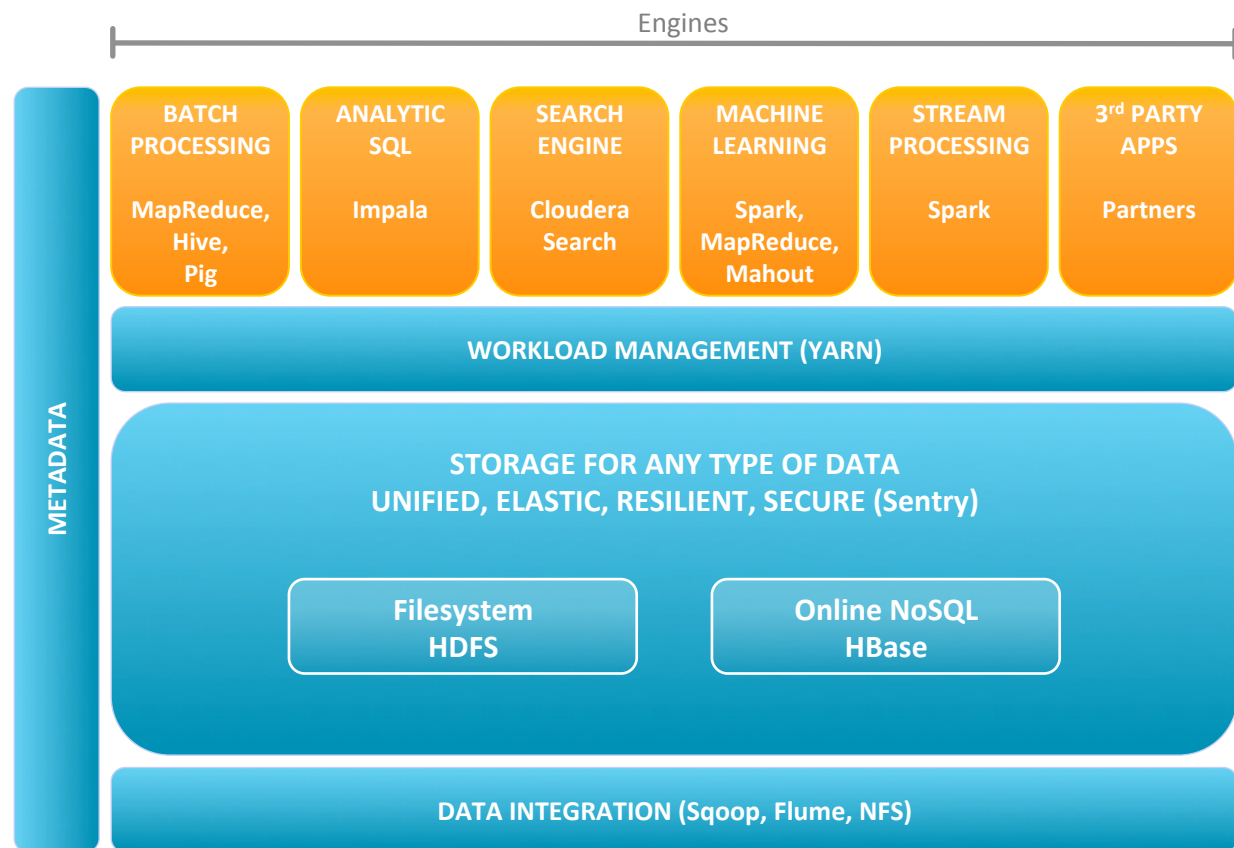 Engines
BATCH
PROCESSING
MapReduce,
Hive,
Pig
ANALYTIC
SQL
Impala
SEARCH
ENGINE
Cloudera
Search
MACHINE
LEARNING
Spark,
MapReduce,
Mahout
STREAM
PROCESSING
Spark
3rd PARTY
APPS
Partners
METADATA
WORKLOAD MANAGEMENT (YARN)
STORAGE FOR ANY TYPE OF DATA
UNIFIED, ELASTIC, RESILIENT, SECURE (Sentry)
Filesystem
HDFS
Online NoSQL
HBase
DATA INTEGRATION (Sqoop, Flume, NFS)